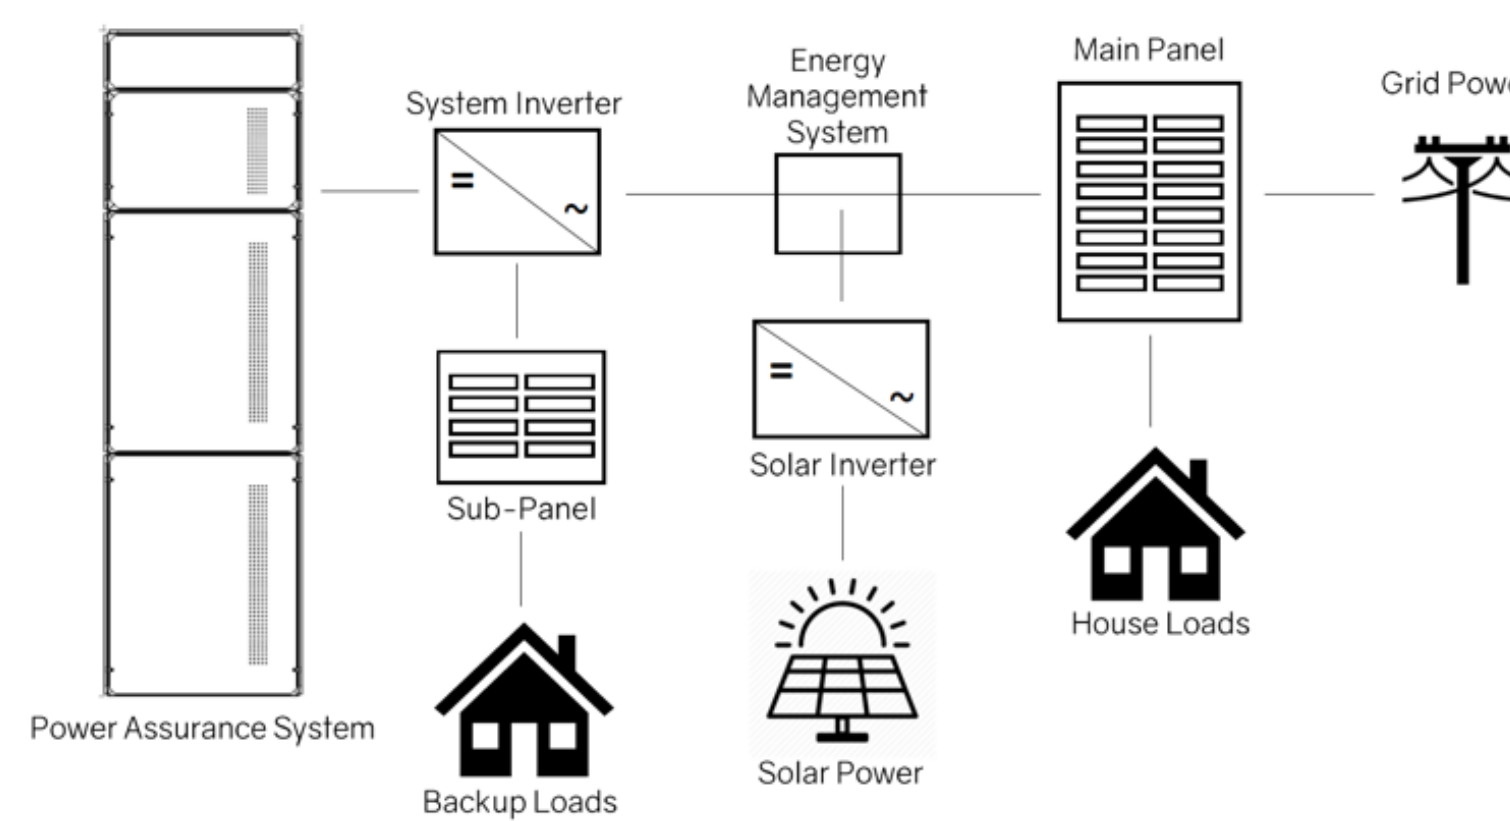 Main Panel
Energy
Management
System
Grid
System Inverter
=
~
=
~
Solar Inverter
Sub-Panel
House Loads
Power Assurance System
Solar Power
Backup Loads